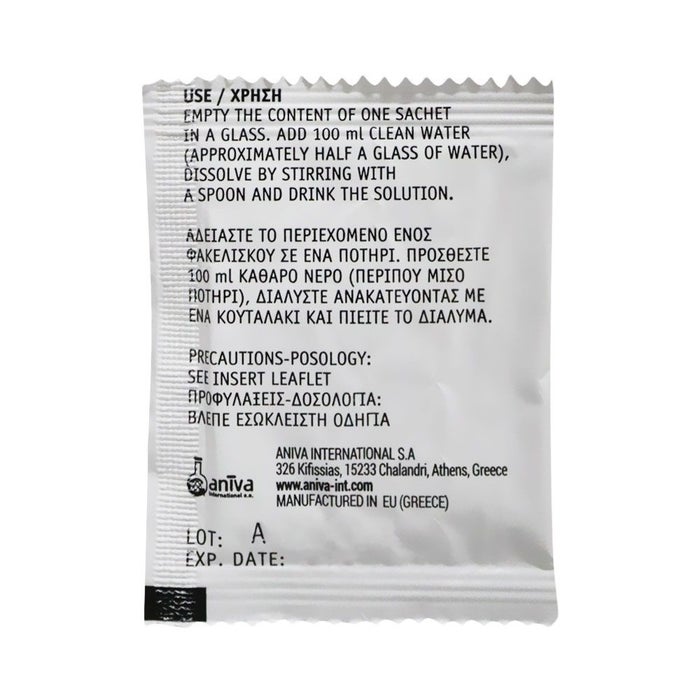 USE / ΧΡΗΣΗ
EMPTY THE CONTENT OF ONE SACHET
IN A GLASS. ADD 100 ml CLEAN WATER
(APPROXIMATELY HALF A GLASS OF WATER),
DISSOLVE BY STIRRING WITH
A SPOON AND DRINK THE SOLUTION.
ΑΔΕΙΑΣΤΕ ΤΟ ΠΕΡΙΕΧΟΜΕΝΟ ΕΝΟΣ
ΦΑΚΕΛΙΣΚΟΥ ΣΕ ΕΝΑ ΠΟΤΗΡΙ. ΠΡΟΣΘΕΣΤΕ
100 ml ΚΑΘΑΡΟ ΝΕΡΟ (ΠΕΡΙΠΟΥ ΜΙΣΟ
ΠΟΤΗΡΙ), ΔΙΑΛΥΣΤΕ ΑΝΑΚΑΤΕΥΟΝΤΑΣ ΜΕ
ΕΝΑ ΚΟΥΤΑΛΑΚΙ ΚΑΙ ΠΙΕΙΤΕ ΤΟ ΔΙΑΛΥΜΑ.
PRECAUTIONS-POSOLOGY:
SEE INSERT LEAFLET
ΠΡΟΦΥΛΑΞΕΙΣ-ΔΟΣΟΛΟΓΙΑ:
ΒΛΕΠΕ ΕΣΩΚΛΕΙΣΤΗ ΟΔΗΓΙΑ
aniva
international s.a.
ANIVA INTERNATIONAL S.A
326 Kifissias, 15233 Chalandri, Athens, Greece
www.aniva-int.com
MANUFACTURED IN EU (GREECE)
LOT: A
EXP. DATE: